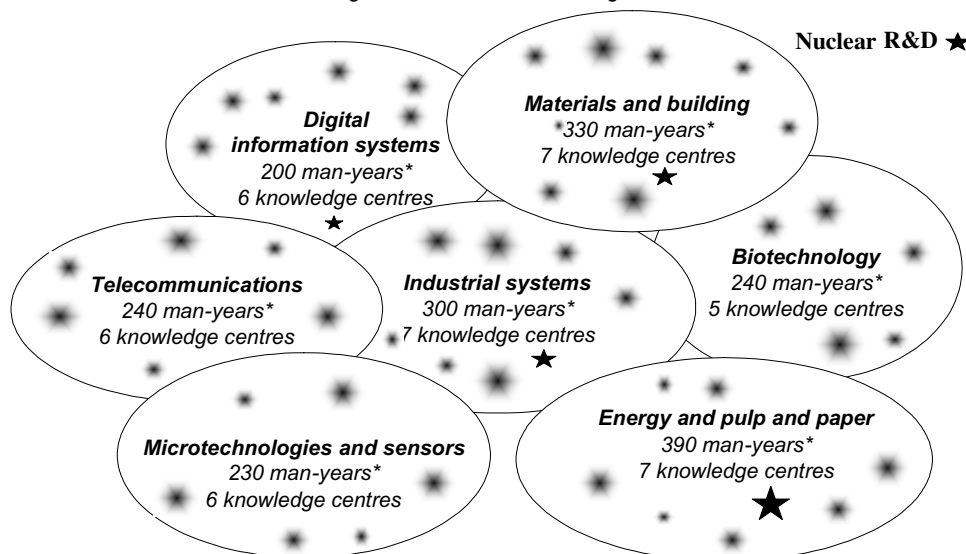 Nuclear R&D
Digital
information systems
200 man-years*
6 knowledge centres
Materials and building
330 man-years*
7 knowledge centres
Telecommunications
240 man-years*
6 knowledge centres
Industrial systems
300 man-years*
7 knowledge centres
Biotechnology
240 man-years*
5 knowledge centres
Microtechnologies and sensors
230 man-years*
6 knowledge centres
Energy and pulp and paper
390 man-years*
7 knowledge centres